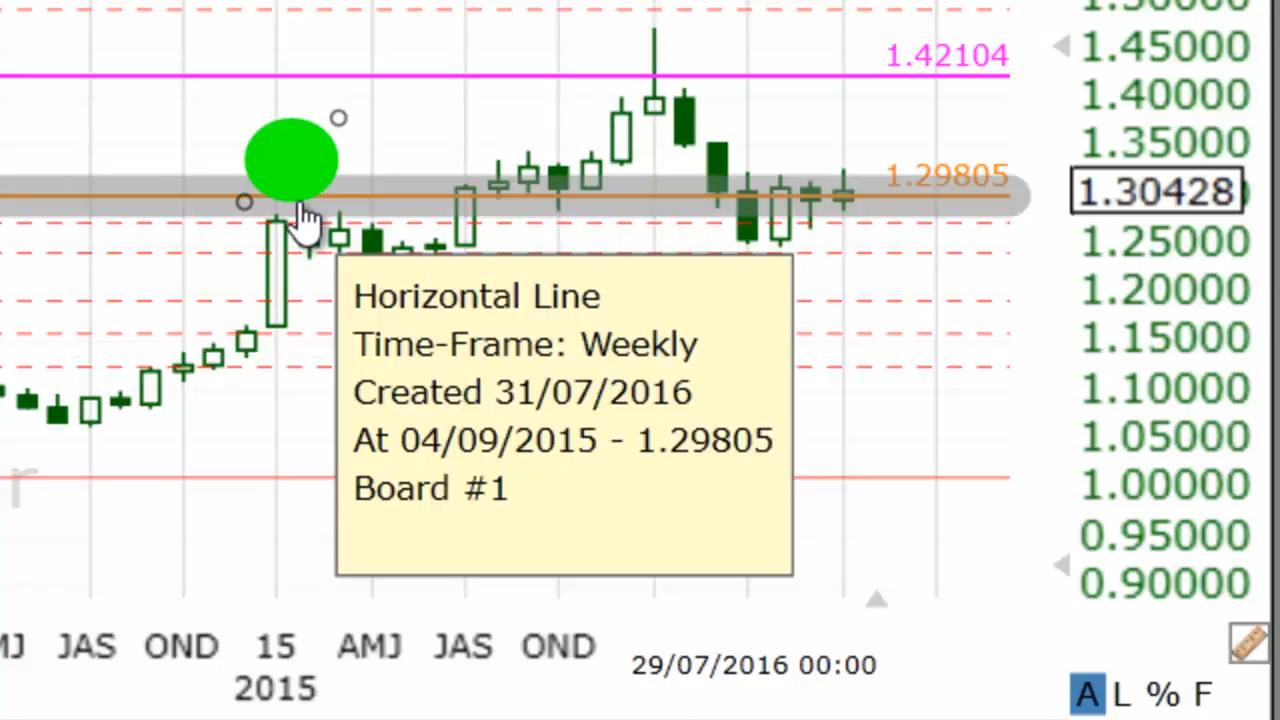 1.42104
1.45000
1.40000
1.35000
1.29805
1.30428
1.25000
1.20000
1.15000
1.10000
1.05000
1.00000
0.95000
0.90000
Horizontal Line
Time-Frame: Weekly
Created 31/07/2016
At 04/09/2015 - 1.29805
Board #1
r
JAS OND 15 AMJ JAS OND
2015
29/07/2016 00:00
A L % F